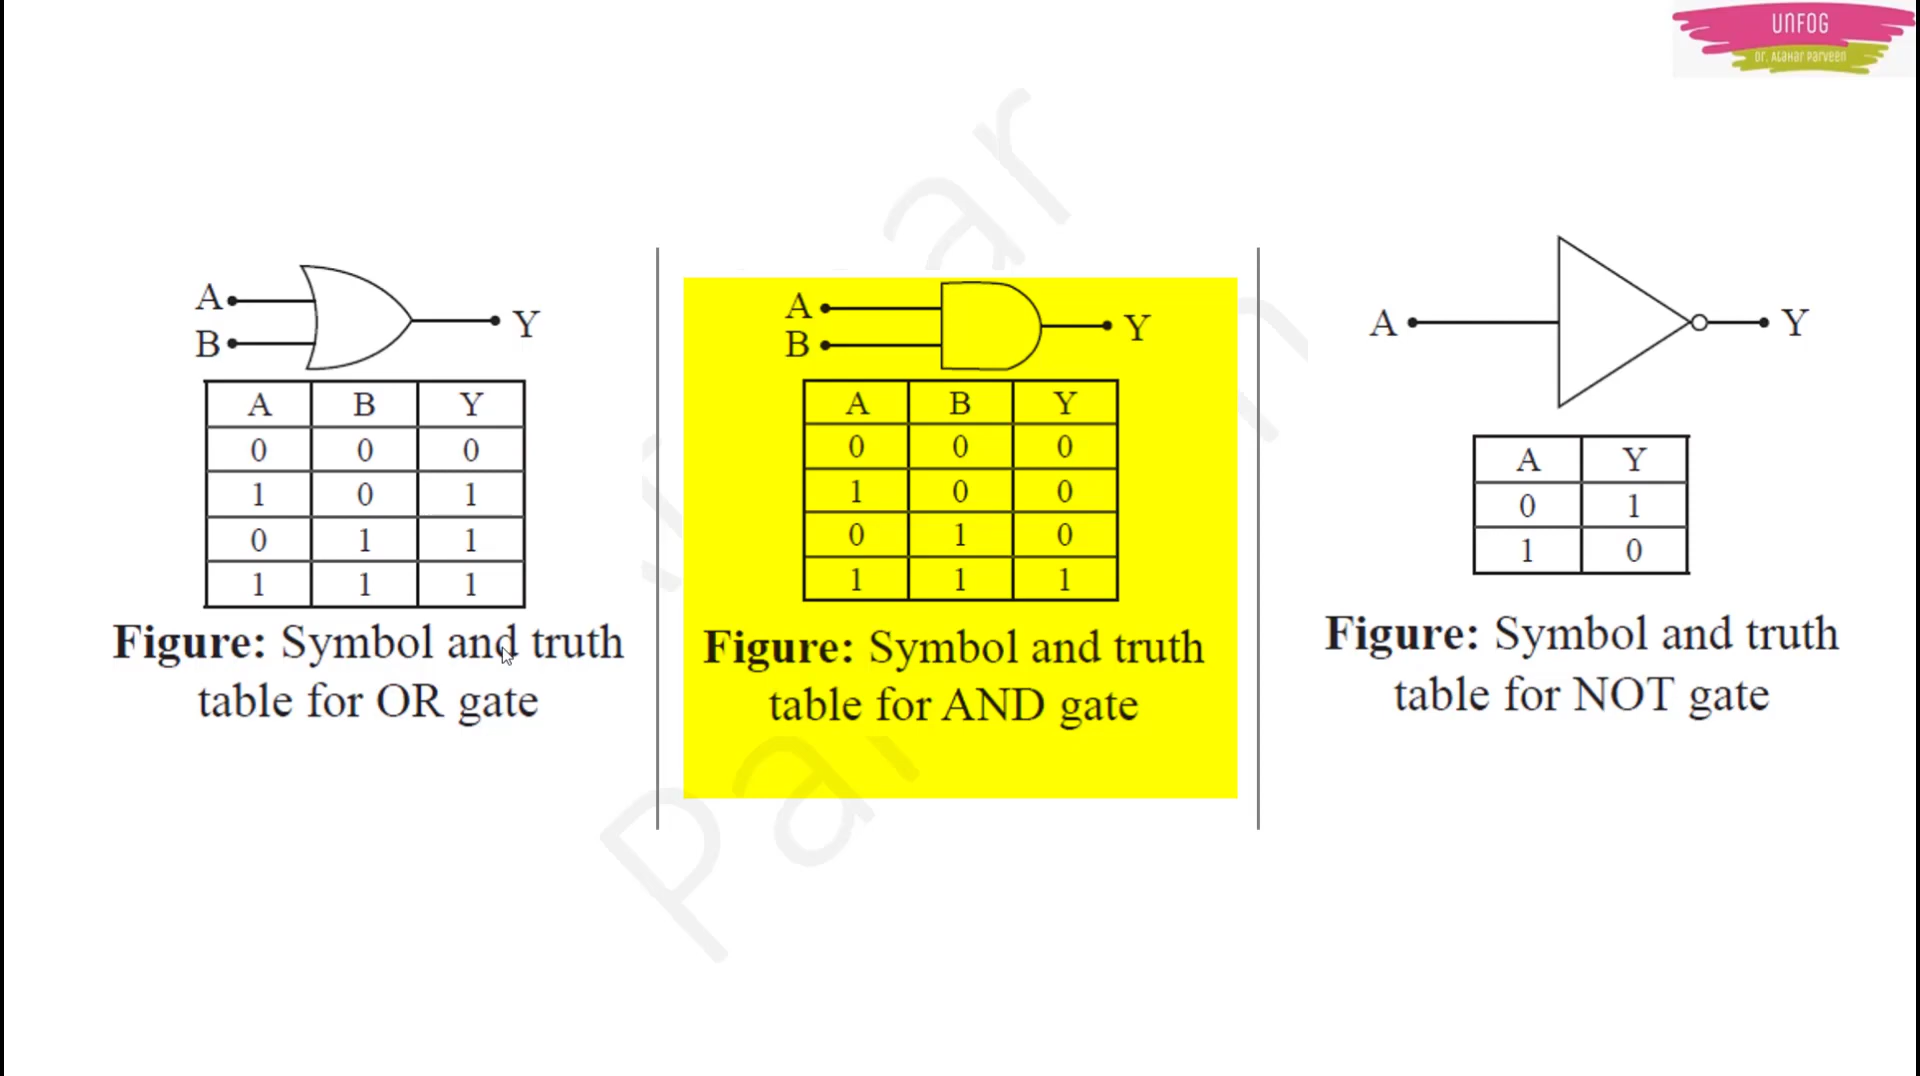 UNFOG
Dr. Atahar Parveen
A
B
Y
A B Y
0 0 0
1 0 1
0 1 1
1 1 1
Figure: Symbol and truth
table for OR gate
A
B
Y
A B Y
0 0 0
1 0 0
0 1 0
1 1 1
Figure: Symbol and truth
table for AND gate
A
Y
A Y
0 1
1 0
Figure: Symbol and truth
table for NOT gate